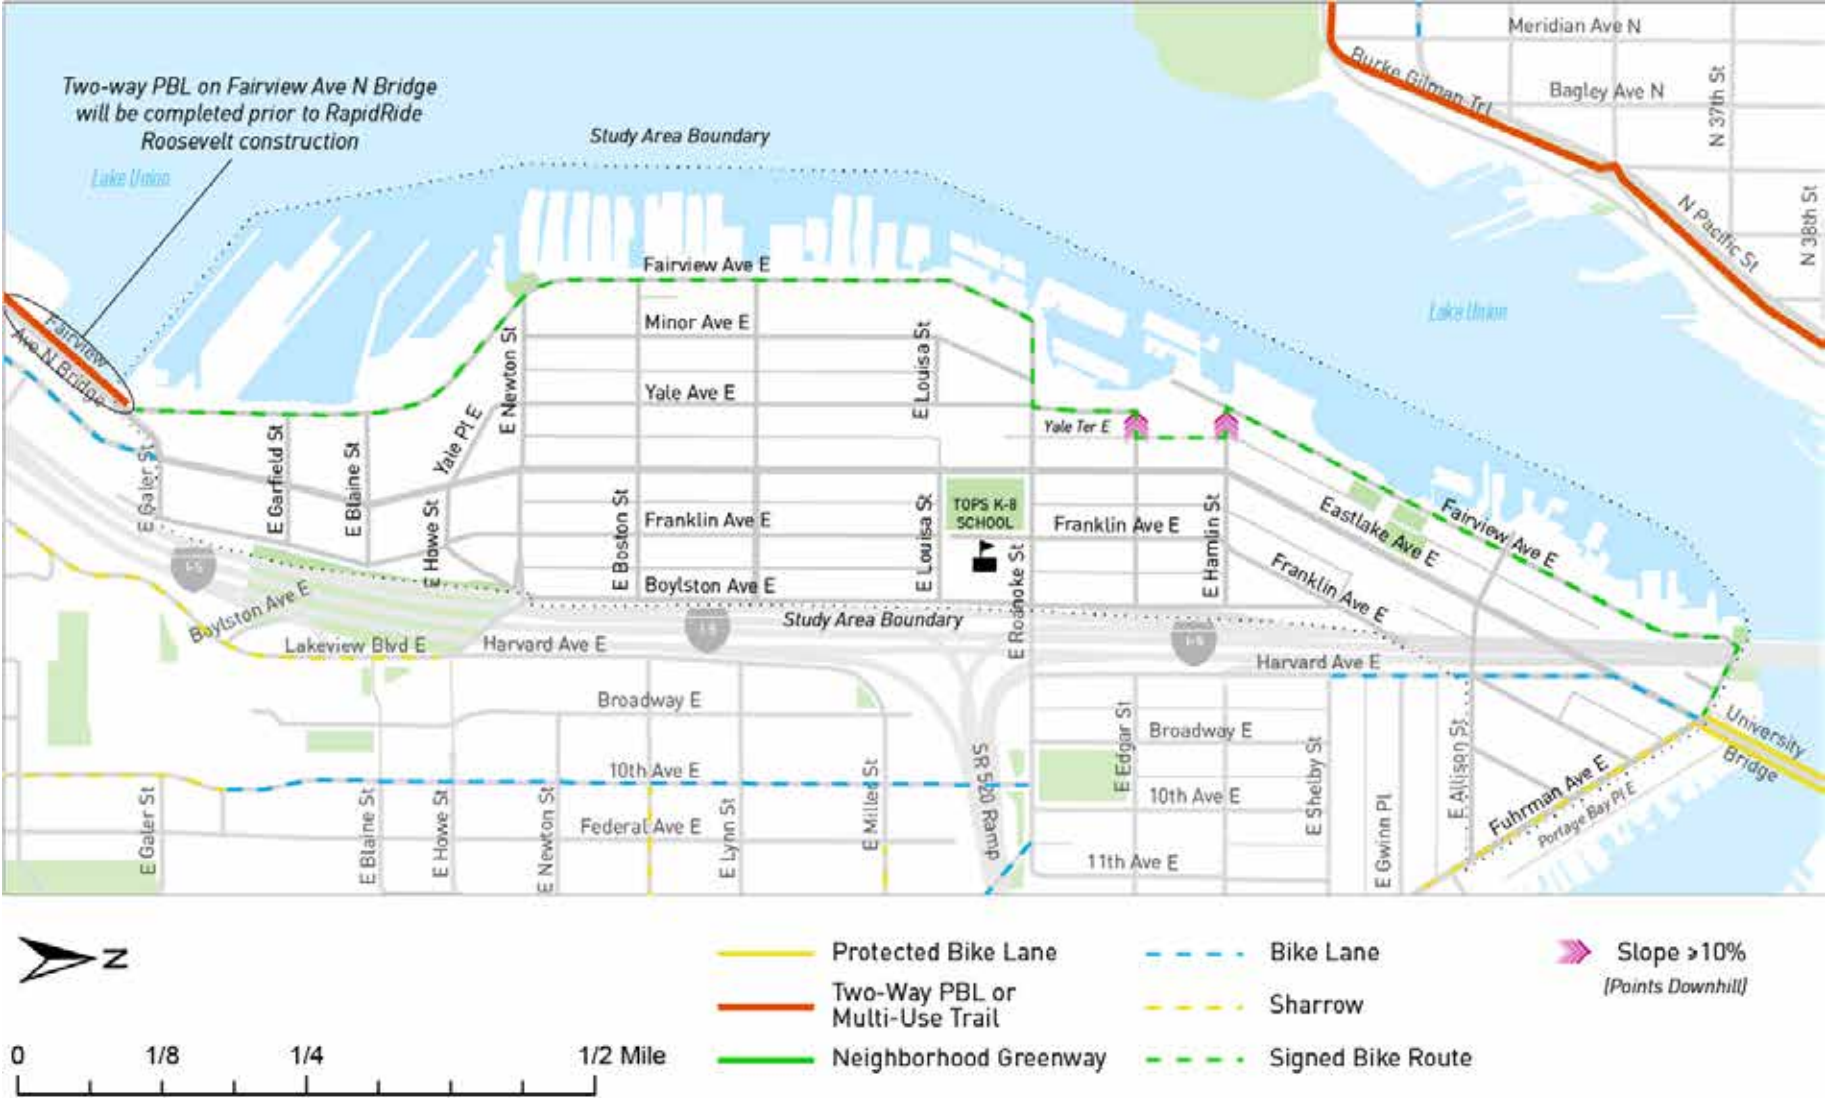 Meridian Ave N
Burke Gilman Trl
Bagley Ave N
N 37th St
Two-way PBL on Fairview Ave N Bridge
will be completed prior to RapidRide
Roosevelt construction
Study Area Boundary
Lake Union
N Pacific St
N 38th St
Fairview Ave E
Lake Union
Fairview
Ave N Bridge
Minor Ave E
E Newton St
E Louisa St
Yale Ave E
Yale Pl E
Yale Ter E
E Galer St
E Garfield St
E Blaine St
E Howe St
E Boston St
Franklin Ave E
E Louisa St
TOPS K-8
SCHOOL
Franklin Ave E
E Hamlin St
Eastlake Ave E
Fairview Ave E
E Roanoke St
Franklin Ave E
I-5
Boylston Ave E
Boylston Ave E
Study Area Boundary
I-5
I-5
Lakeview Blvd E
Harvard Ave E
Harvard Ave E
Broadway E
E Edgar St
Broadway E
E Shelby St
E Allison St
University
Bridge
SR 520 Ramp
10th Ave E
10th Ave E
E Galer St
E Blaine St
E Howe St
E Newton St
Federal Ave E
E Lynn St
E Miller St
11th Ave E
E Gwinn Pl
Fuhrman Ave E
Portage Bay Pl E
N
Protected Bike Lane
Bike Lane
Slope ≥10%
(Points Downhill)
Two-Way PBL or
Multi-Use Trail
Sharrow
Neighborhood Greenway
Signed Bike Route
0 1/8 1/4 1/2 Mile